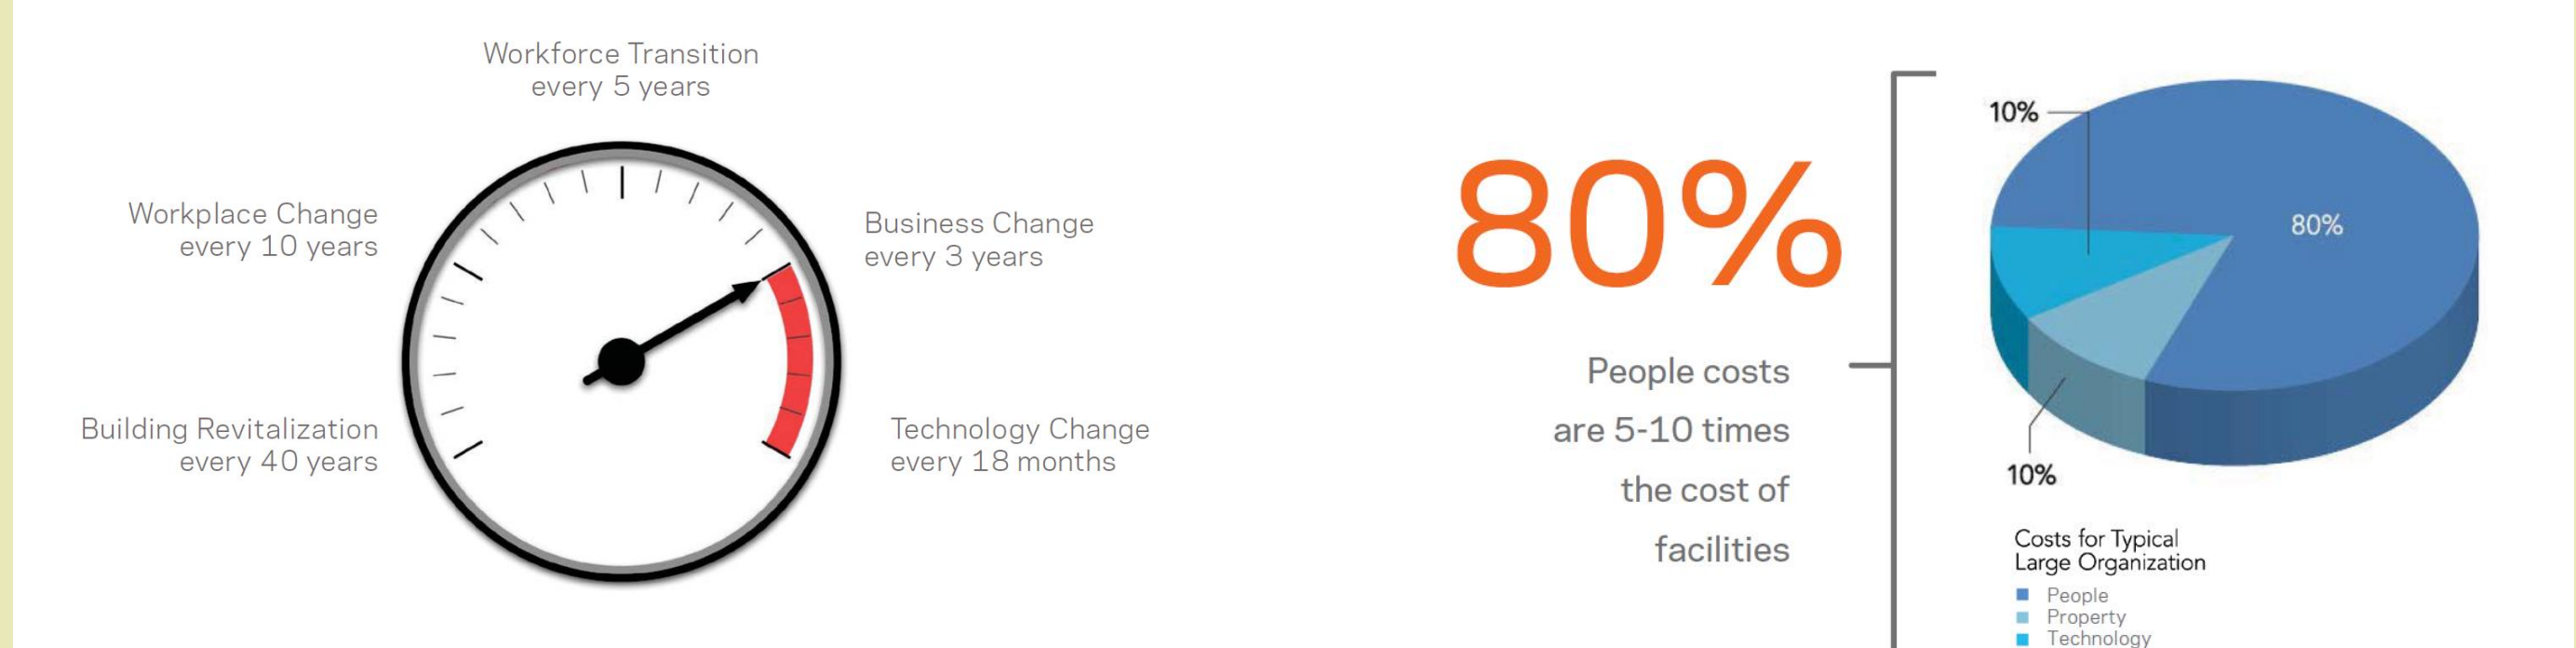 Workforce Transition
every 5 years
Workplace Change
every 10 years
Business Change
every 3 years
Building Revitalization
every 40 years
Technology Change
every 18 months
80%
People costs
are 5-10 times
the cost of
facilities
10%
80%
10%
Costs for Typical
Large Organization
People
Property
Technology